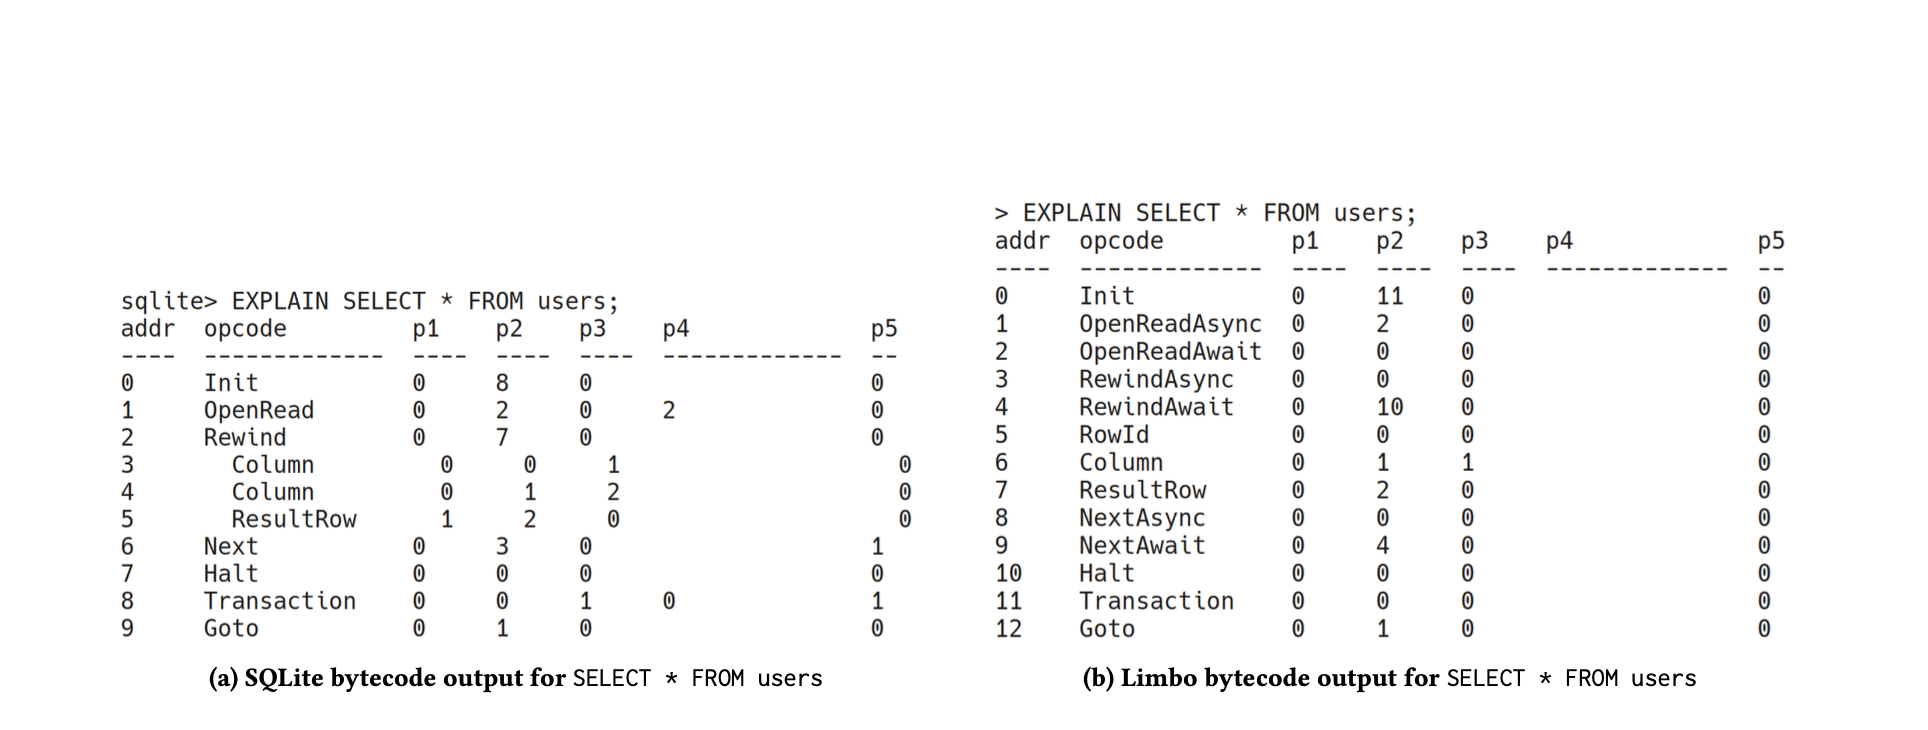 sqlite> EXPLAIN SELECT * FROM users;
addr  opcode         p1    p2    p3    p4             p5
----  -------------  ----  ----  ----  -------------  --
0     Init           0     8     0                    0
1     OpenRead       0     2     0     2              0
2     Rewind         0     7     0                    0
3       Column         0     0     1                    0
4       Column         0     1     2                    0
5       ResultRow      1     2     0                    0
6     Next           0     3     0                    1
7     Halt           0     0     0                    0
8     Transaction    0     0     1     0              1
9     Goto           0     1     0                    0
(a) SQLite bytecode output for SELECT * FROM users
> EXPLAIN SELECT * FROM users;
addr  opcode         p1    p2    p3    p4             p5
----  -------------  ----  ----  ----  -------------  --
0     Init           0     11    0                    0
1     OpenReadAsync  0     2     0                    0
2     OpenReadAwait  0     0     0                    0
3     RewindAsync    0     0     0                    0
4     RewindAwait    0     10    0                    0
5     RowId          0     0     0                    0
6     Column         0     1     1                    0
7     ResultRow      0     2     0                    0
8     NextAsync      0     0     0                    0
9     NextAwait      0     4     0                    0
10    Halt           0     0     0                    0
11    Transaction    0     0     0                    0
12    Goto           0     1     0                    0
(b) Limbo bytecode output for SELECT * FROM users